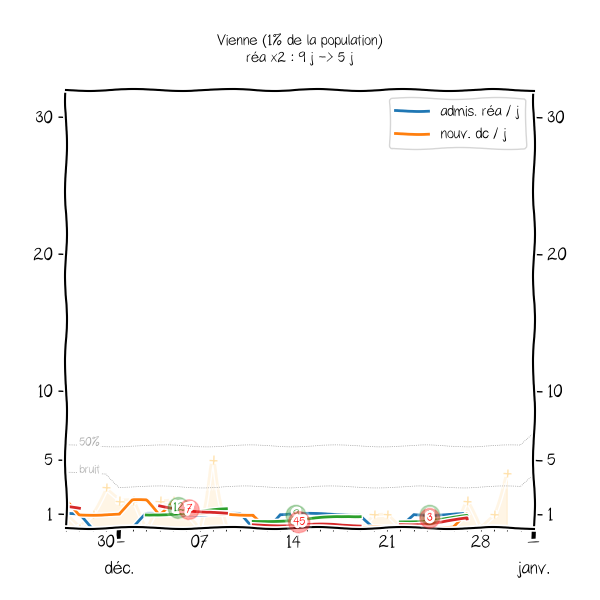 Vienne (1% de la population)
réa x2 : 9 j -> 5 j
admis. réa / j
nouv. dc / j
30 30
20 20
10 10
50%
5 5
bruit
12 7
3
45
1 1
30 07 14 21 28
déc. janv.